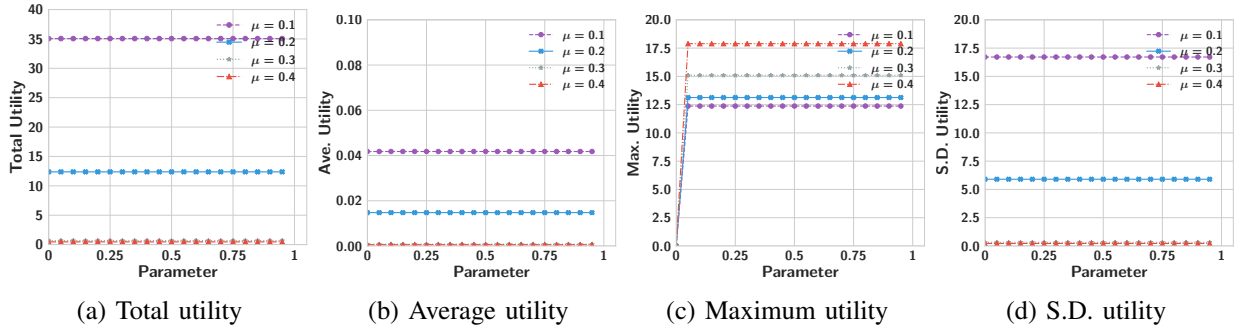 40
35
30
25
20
15
10
5
0
Total Utility
μ = 0.1
μ = 0.2
μ = 0.3
μ = 0.4
0 0.25 0.5 0.75 1
Parameter
(a) Total utility
0.10
0.08
0.06
0.04
0.02
0.00
Ave. Utility
μ = 0.1
μ = 0.2
μ = 0.3
μ = 0.4
0 0.25 0.5 0.75 1
Parameter
(b) Average utility
20.0
17.5
15.0
12.5
10.0
7.5
5.0
2.5
0.0
Max. Utility
μ = 0.1
μ = 0.2
μ = 0.3
μ = 0.4
0 0.25 0.5 0.75 1
Parameter
(c) Maximum utility
20.0
17.5
15.0
12.5
10.0
7.5
5.0
2.5
0.0
S.D. Utility
μ = 0.1
μ = 0.2
μ = 0.3
μ = 0.4
0 0.25 0.5 0.75 1
Parameter
(d) S.D. utility